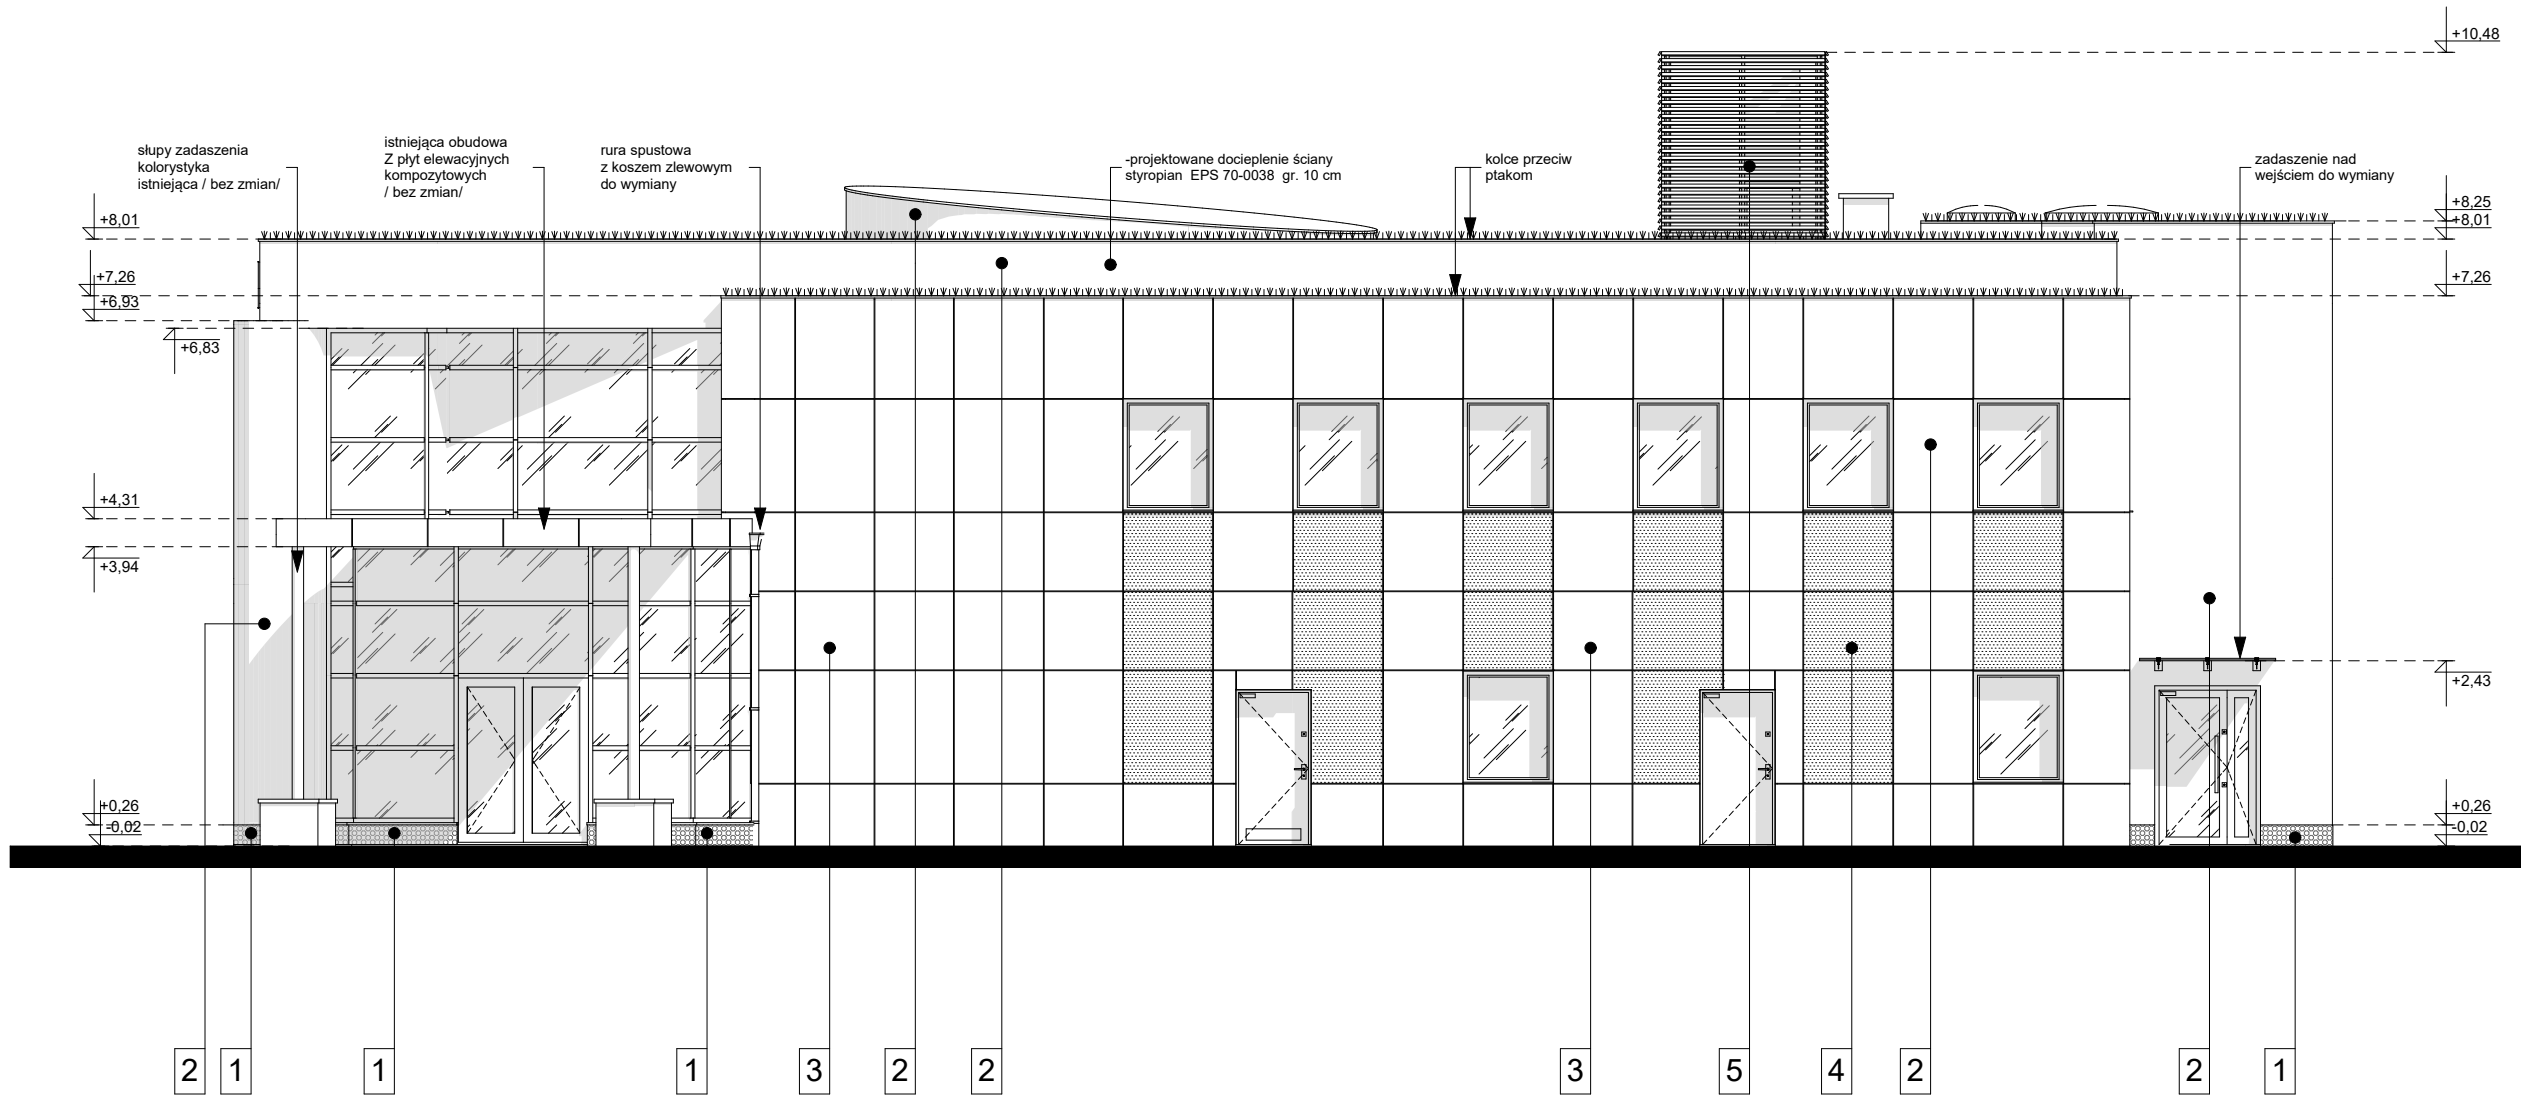 +10,48
słupy zadaszenia
kolorystyka
istniejąca / bez zmian/
istniejąca obudowa
Z płyt elewacyjnych
kompozytowych
/ bez zmian/
rura spustowa
z koszem zlewowym
do wymiany
-projektowane docieplenie ściany
styropian EPS 70-0038 gr. 10 cm
kolce przeciw
ptakom
zadaszenie nad
wejściem do wymiany
+8,01
+7,26
+6,93
+6,83
+4,31
+3,94
+0,26
-0,02
+8,25
+8,01
+7,26
+2,43
+0,26
-0,02
2
1
1
1
3
2
2
3
5
4
2
2
1